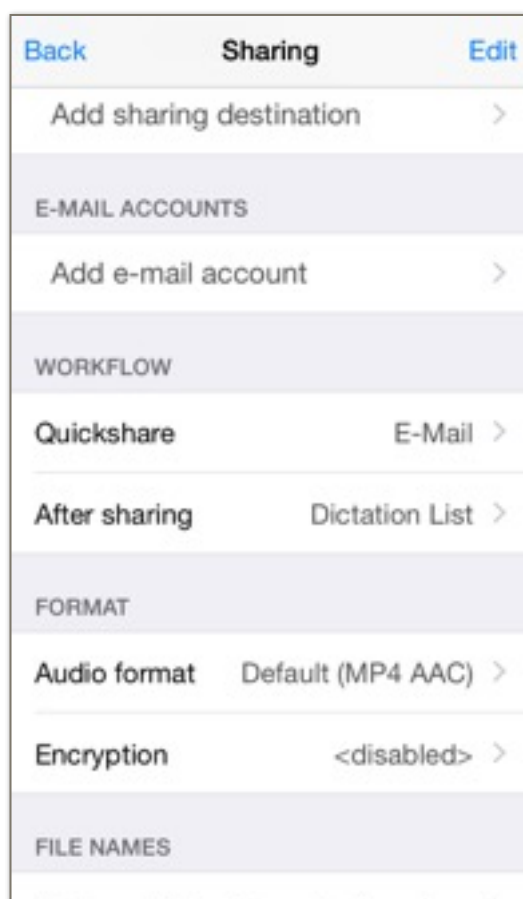 Back Sharing Edit
Add sharing destination
E-MAIL ACCOUNTS
Add e-mail account
WORKFLOW
Quickshare E-Mail
After sharing Dictation List
FORMAT
Audio format Default (MP4 AAC)
Encryption <disabled>
FILE NAMES